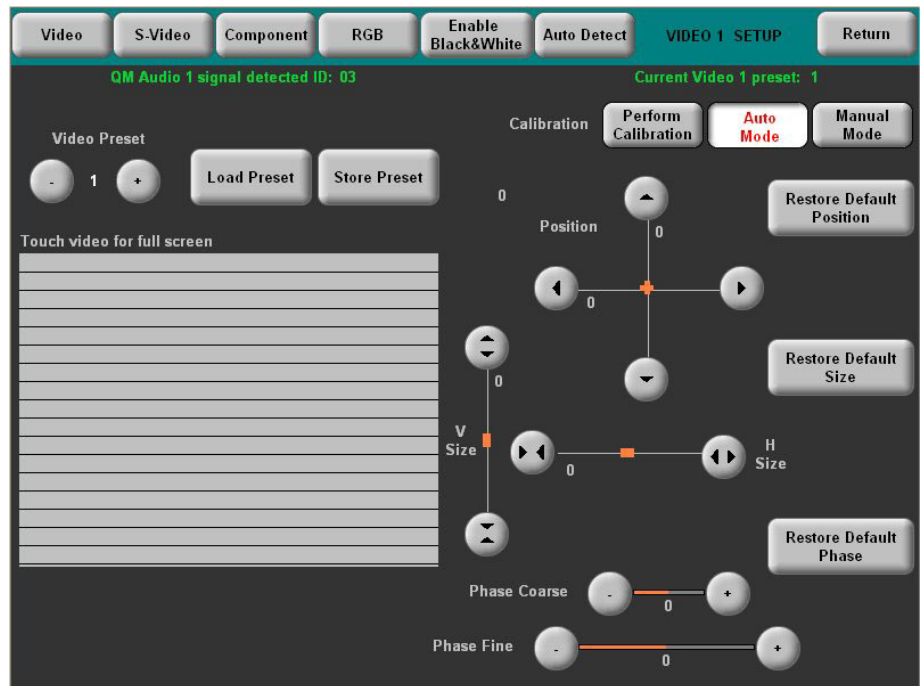 Video
S-Video
Component
RGB
Enable
Black&White
Auto Detect
VIDEO 1 SETUP
Return
QM Audio 1 signal detected ID: 03
Current Video 1 preset: 1
Calibration
Perform
Calibration
Auto
Mode
Manual
Mode
Video Preset
-
1
+
Load Preset
Store Preset
0
Position
0
0
Restore Default
Position
Touch video for full screen
0
V
Size
0
H
Size
Restore Default
Size
Restore Default
Phase
Phase Coarse
-
0
+
Phase Fine
-
0
+